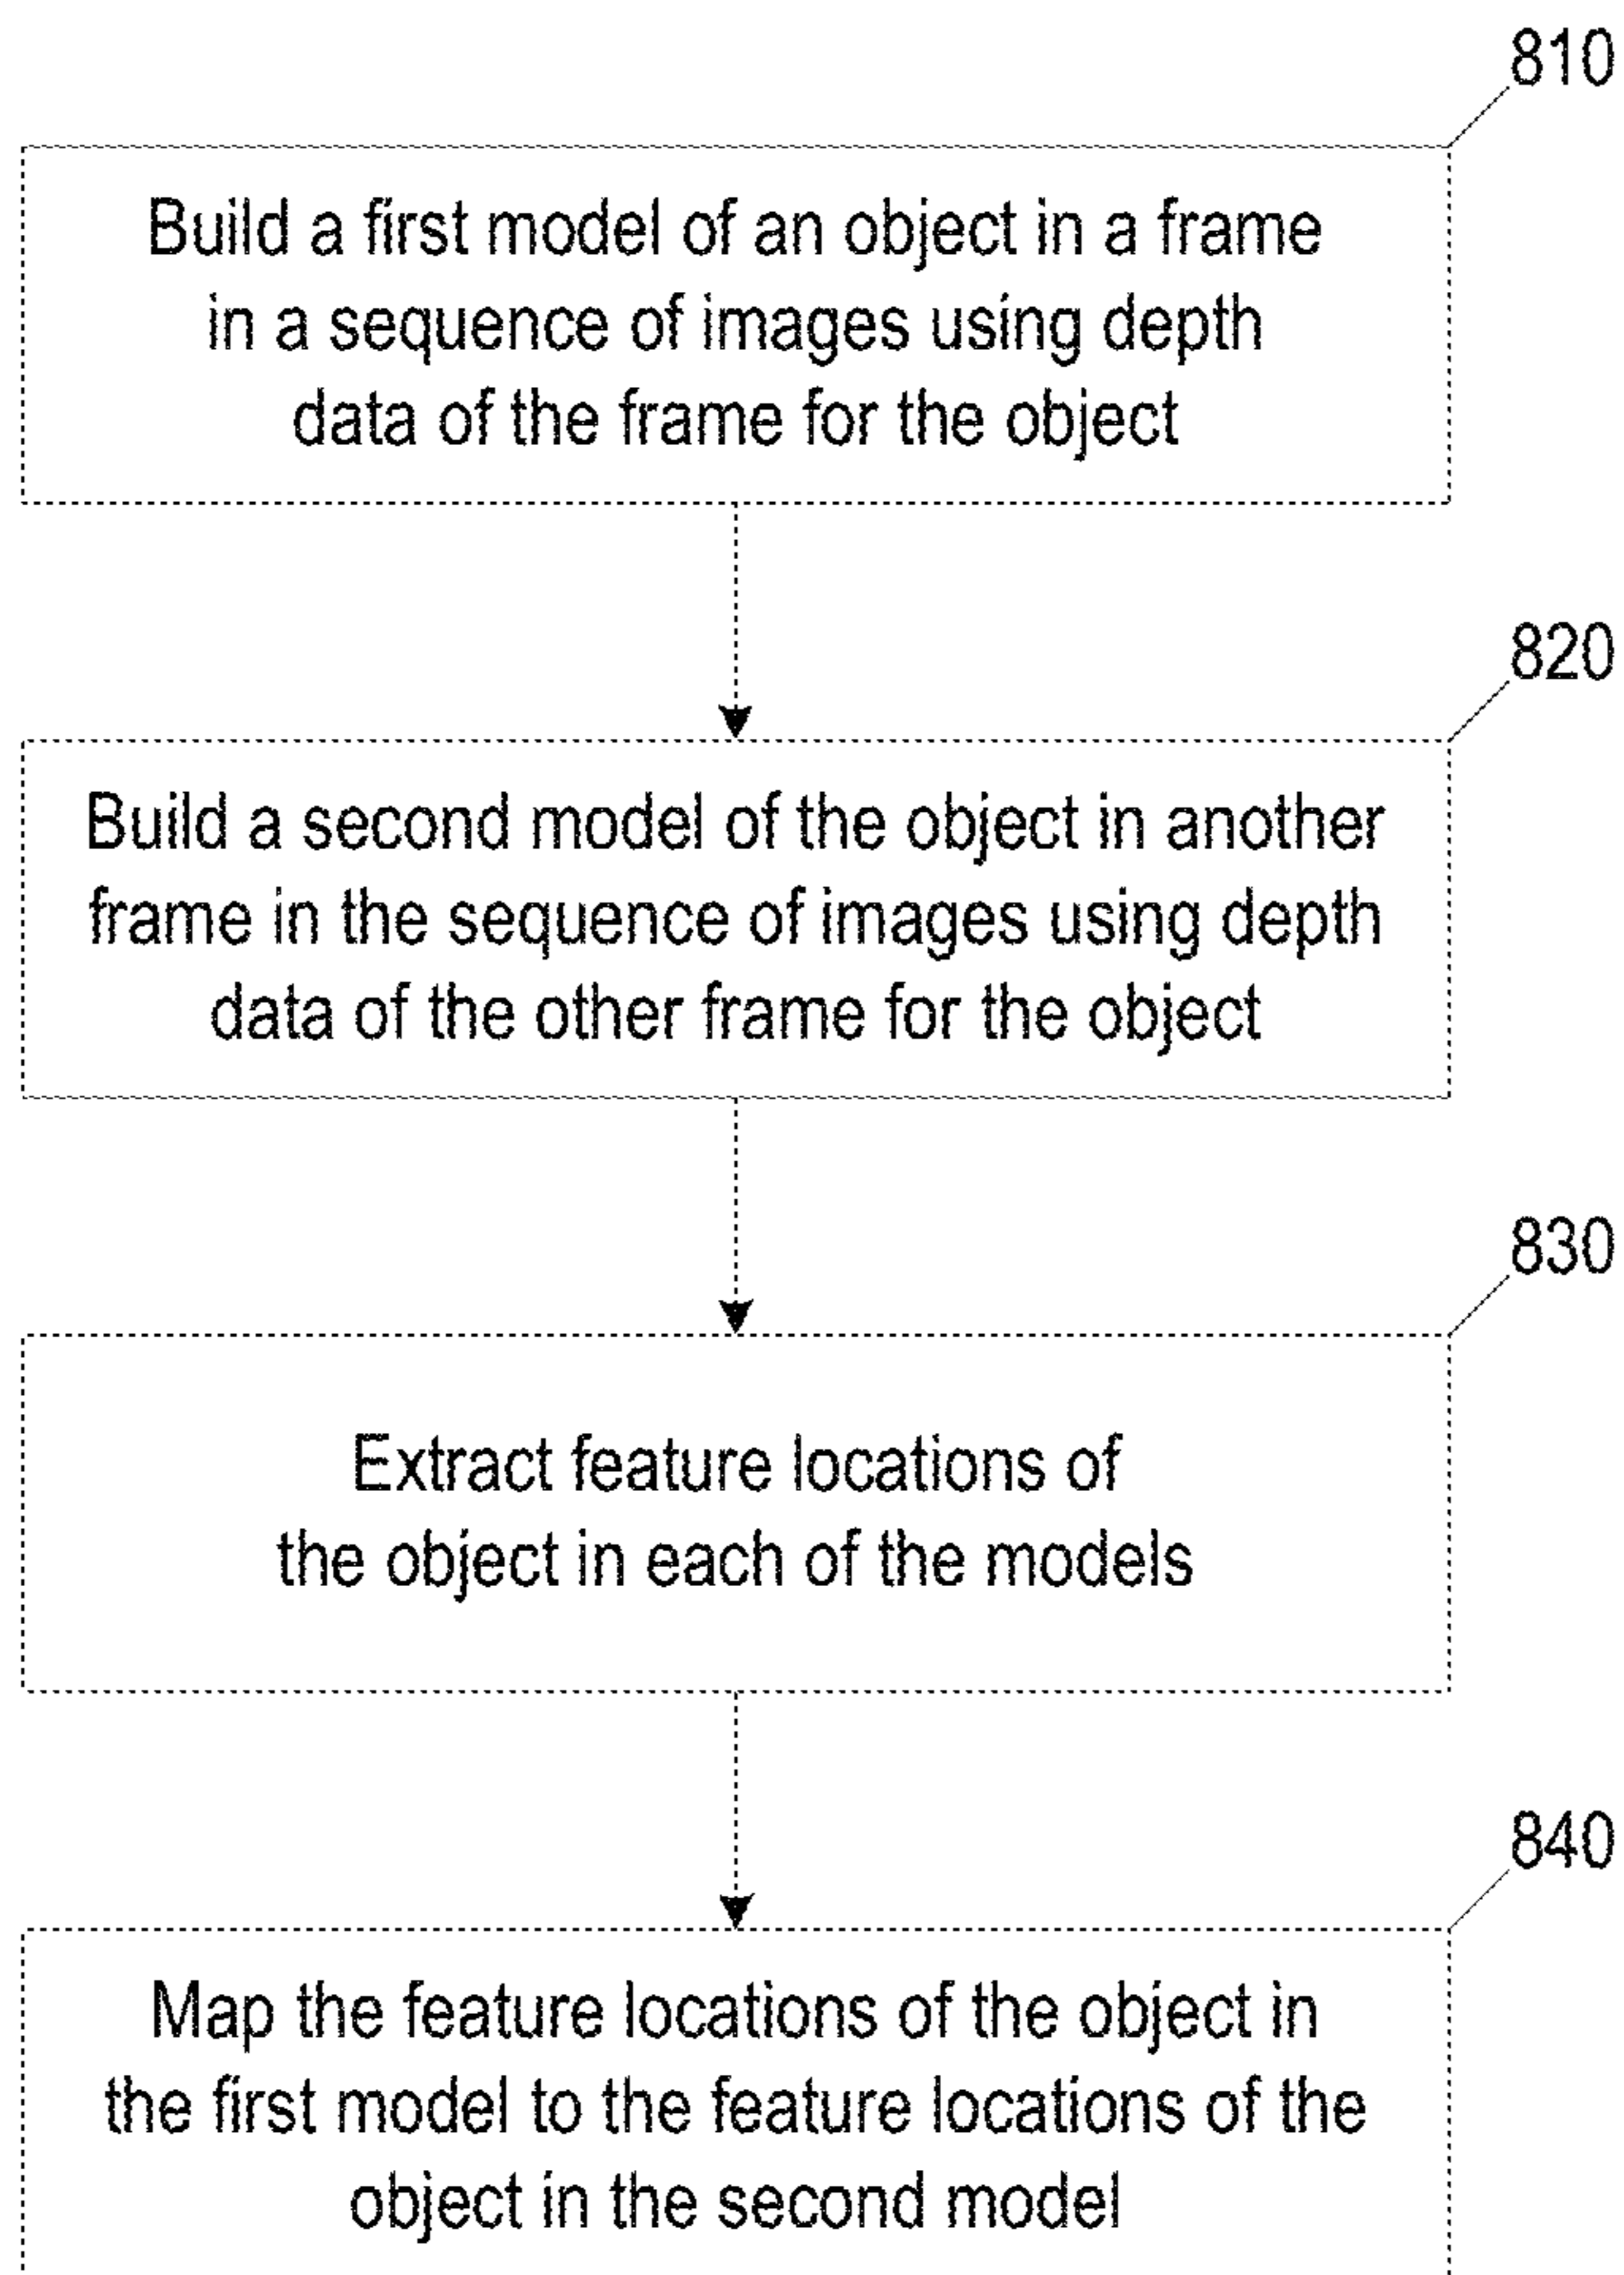 810
Build a first model of an object in a frame
in a sequence of images using depth
data of the frame for the object
820
Build a second model of the object in another
frame in the sequence of images using depth
data of the other frame for the object
830
Extract feature locations of
the object in each of the models
840
Map the feature locations of the object in
the first model to the feature locations of the
object in the second model